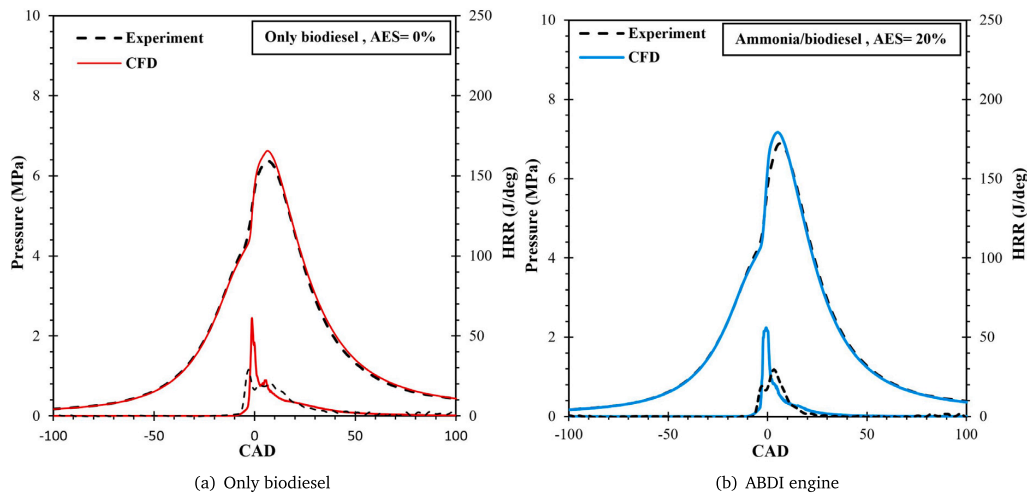 10
8
6
4
2
0
Pressure (MPa)
Experiment
CFD
Only biodiesel , AES= 0%
250
200
150
100
50
0
HRR (J/deg)
-100
-50
0
50
100
CAD
(a) Only biodiesel
10
8
6
4
2
0
Pressure (MPa)
Experiment
CFD
Ammonia/biodiesel , AES= 20%
250
200
150
100
50
0
HRR (J/deg)
-100
-50
0
50
100
CAD
(b) ABDI engine